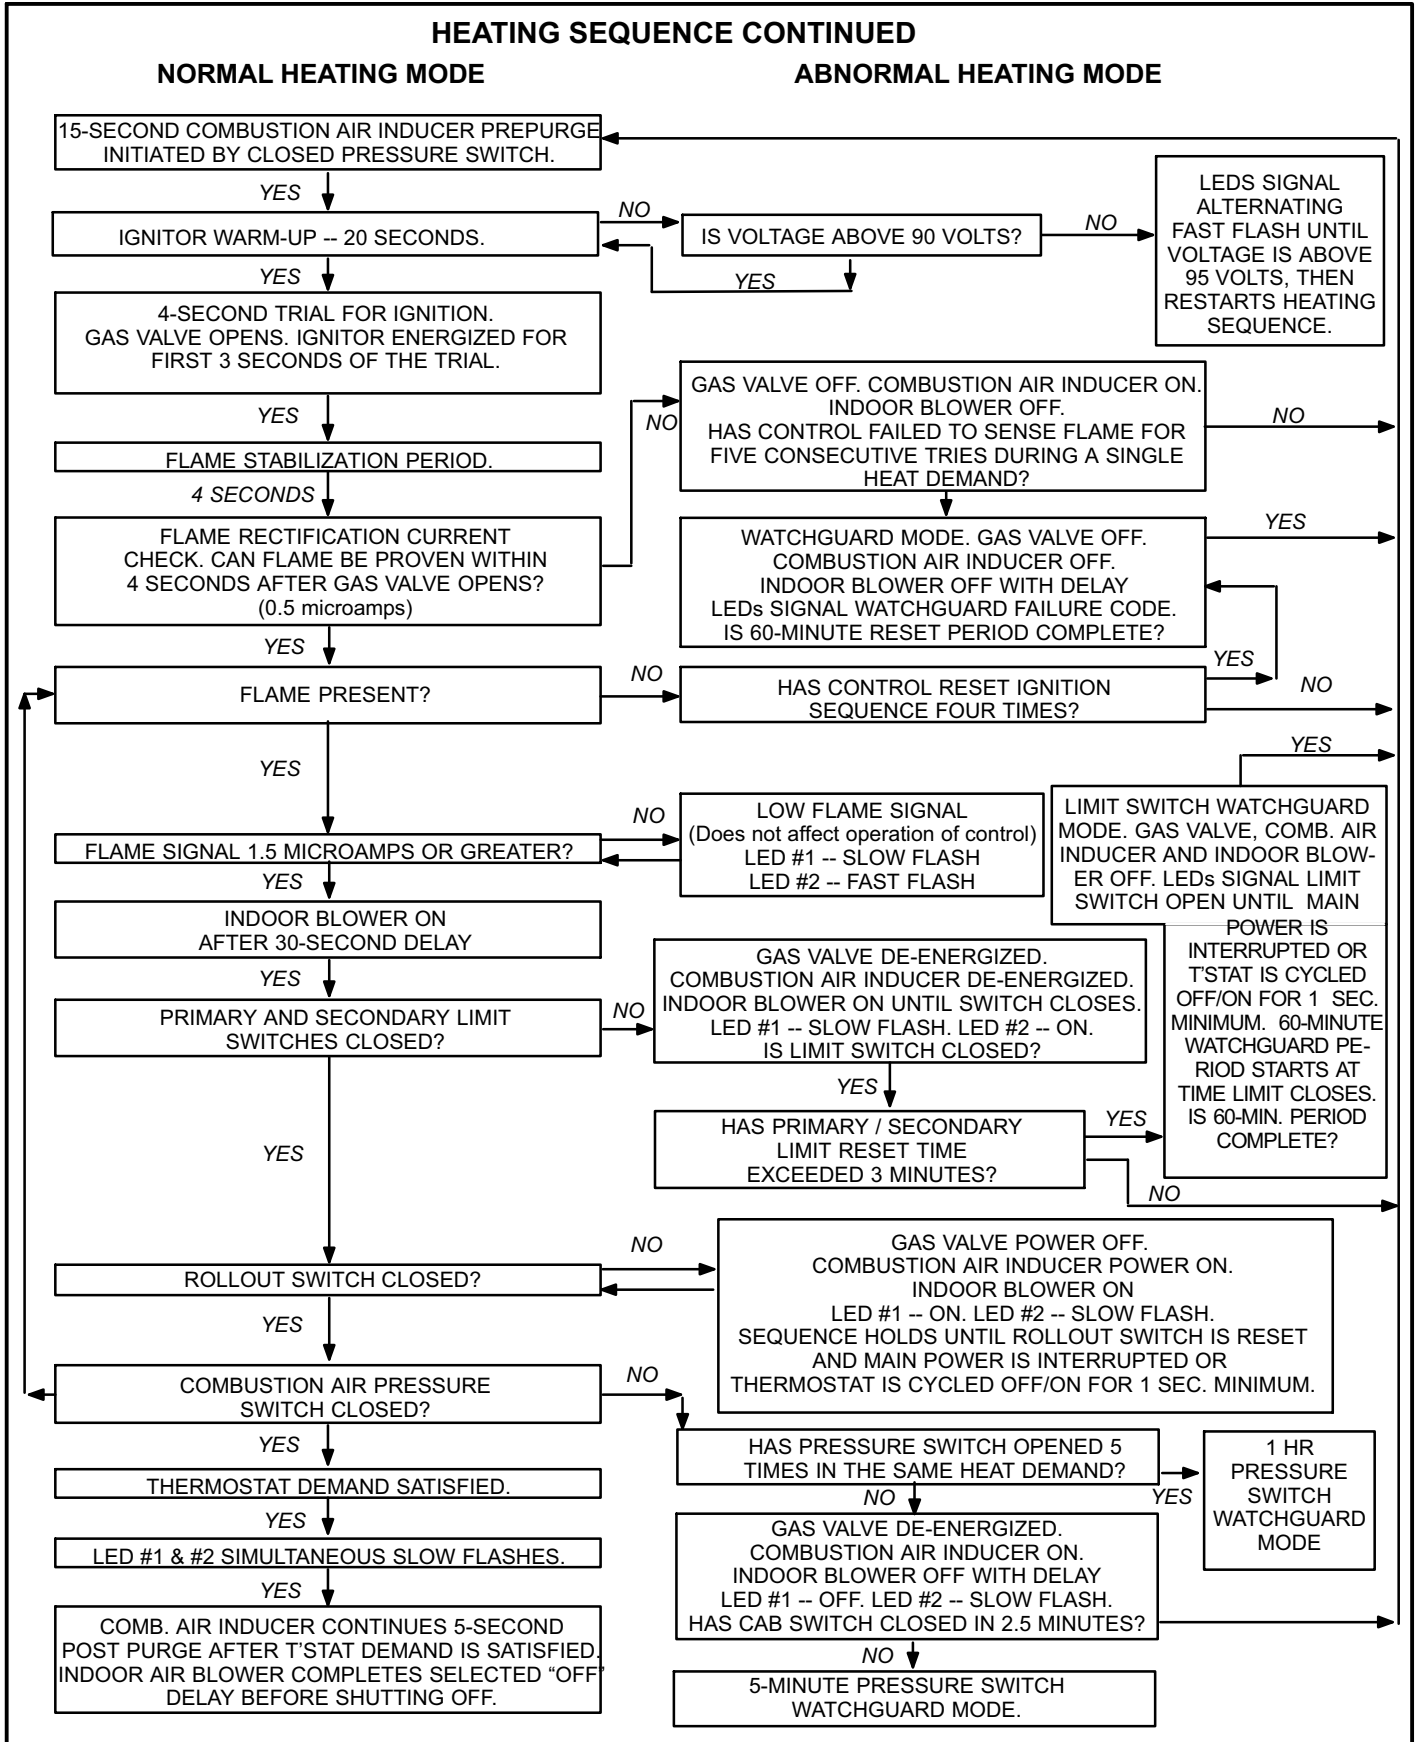 HEATING SEQUENCE CONTINUED
NORMAL HEATING MODE
ABNORMAL HEATING MODE
15-SECOND COMBUSTION AIR INDUCER PREPURGE
INITIATED BY CLOSED PRESSURE SWITCH.
YES
IGNITOR WARM-UP -- 20 SECONDS.
NO
IS VOLTAGE ABOVE 90 VOLTS?
NO
YES
LEDS SIGNAL
ALTERNATING
FAST FLASH UNTIL
VOLTAGE IS ABOVE
95 VOLTS, THEN
RESTARTS HEATING
SEQUENCE.
YES
4-SECOND TRIAL FOR IGNITION.
GAS VALVE OPENS. IGNITOR ENERGIZED FOR
FIRST 3 SECONDS OF THE TRIAL.
YES
FLAME STABILIZATION PERIOD.
4 SECONDS
FLAME RECTIFICATION CURRENT
CHECK. CAN FLAME BE PROVEN WITHIN
4 SECONDS AFTER GAS VALVE OPENS?
(0.5 microamps)
NO
GAS VALVE OFF. COMBUSTION AIR INDUCER ON.
INDOOR BLOWER OFF.
HAS CONTROL FAILED TO SENSE FLAME FOR
FIVE CONSECUTIVE TRIES DURING A SINGLE
HEAT DEMAND?
NO
WATCHGUARD MODE. GAS VALVE OFF.
COMBUSTION AIR INDUCER OFF.
INDOOR BLOWER OFF WITH DELAY
LEDs SIGNAL WATCHGUARD FAILURE CODE.
IS 60-MINUTE RESET PERIOD COMPLETE?
YES
YES
FLAME PRESENT?
NO
HAS CONTROL RESET IGNITION
SEQUENCE FOUR TIMES?
YES
NO
YES
FLAME SIGNAL 1.5 MICROAMPS OR GREATER?
NO
LOW FLAME SIGNAL
(Does not affect operation of control)
LED #1 -- SLOW FLASH
LED #2 -- FAST FLASH
YES
LIMIT SWITCH WATCHGUARD
MODE. GAS VALVE, COMB. AIR
INDUCER AND INDOOR BLOW-
ER OFF. LEDs SIGNAL LIMIT
SWITCH OPEN UNTIL MAIN
POWER IS
INTERRUPTED OR
T'STAT IS CYCLED
OFF/ON FOR 1 SEC.
MINIMUM. 60-MINUTE
WATCHGUARD PE-
RIOD STARTS AT
TIME LIMIT CLOSES.
IS 60-MIN. PERIOD
COMPLETE?
YES
INDOOR BLOWER ON
AFTER 30-SECOND DELAY
YES
PRIMARY AND SECONDARY LIMIT
SWITCHES CLOSED?
NO
GAS VALVE DE-ENERGIZED.
COMBUSTION AIR INDUCER DE-ENERGIZED.
INDOOR BLOWER ON UNTIL SWITCH CLOSES.
LED #1 -- SLOW FLASH. LED #2 -- ON.
IS LIMIT SWITCH CLOSED?
YES
HAS PRIMARY / SECONDARY
LIMIT RESET TIME
EXCEEDED 3 MINUTES?
YES
NO
YES
ROLLOUT SWITCH CLOSED?
NO
GAS VALVE POWER OFF.
COMBUSTION AIR INDUCER POWER ON.
INDOOR BLOWER ON
LED #1 -- ON. LED #2 -- SLOW FLASH.
SEQUENCE HOLDS UNTIL ROLLOUT SWITCH IS RESET
AND MAIN POWER IS INTERRUPTED OR
THERMOSTAT IS CYCLED OFF/ON FOR 1 SEC. MINIMUM.
YES
COMBUSTION AIR PRESSURE
SWITCH CLOSED?
NO
HAS PRESSURE SWITCH OPENED 5
TIMES IN THE SAME HEAT DEMAND?
YES
1 HR
PRESSURE
SWITCH
WATCHGUARD
MODE
NO
GAS VALVE DE-ENERGIZED.
COMBUSTION AIR INDUCER ON.
INDOOR BLOWER OFF WITH DELAY
LED #1 -- OFF. LED #2 -- SLOW FLASH.
HAS CAB SWITCH CLOSED IN 2.5 MINUTES?
NO
5-MINUTE PRESSURE SWITCH
WATCHGUARD MODE.
YES
THERMOSTAT DEMAND SATISFIED.
YES
LED #1 & #2 SIMULTANEOUS SLOW FLASHES.
YES
COMB. AIR INDUCER CONTINUES 5-SECOND
POST PURGE AFTER T'STAT DEMAND IS SATISFIED.
INDOOR AIR BLOWER COMPLETES SELECTED “OFF”
DELAY BEFORE SHUTTING OFF.